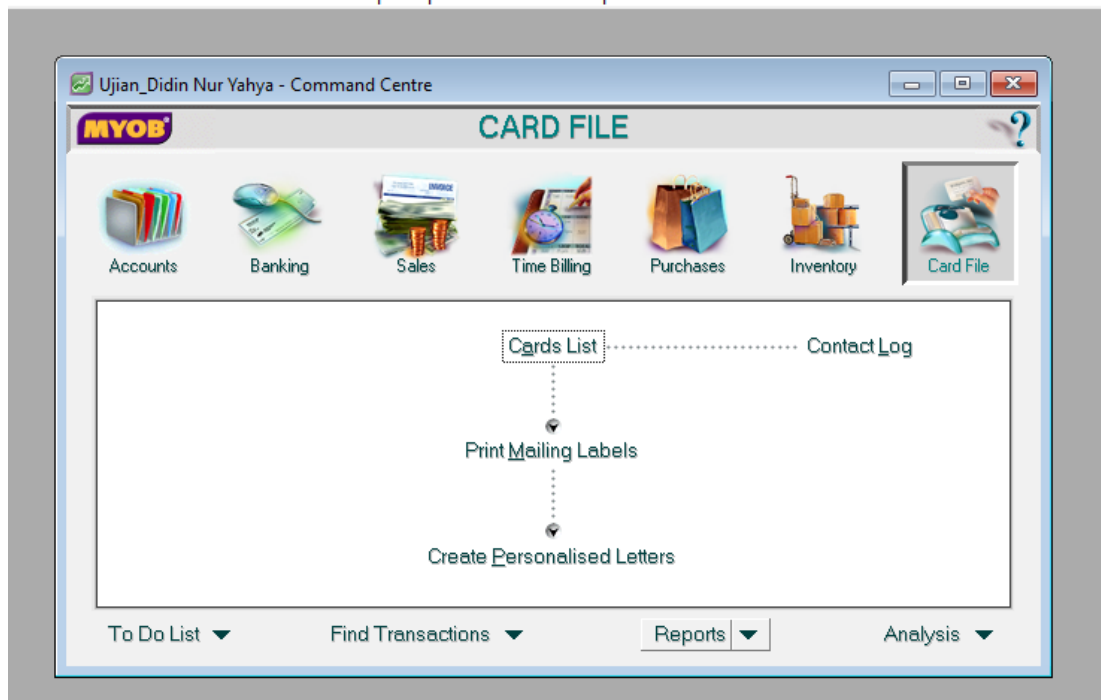 Ujian_Didin Nur Yahya - Command Centre
MYOB
CARD FILE
?
INVOICE
Accounts
Banking
Sales
Time Billing
Purchases
Inventory
Card File
Cards List
Contact Log
Print Mailing Labels
Create Personalised Letters
To Do List
Find Transactions
Reports
Analysis